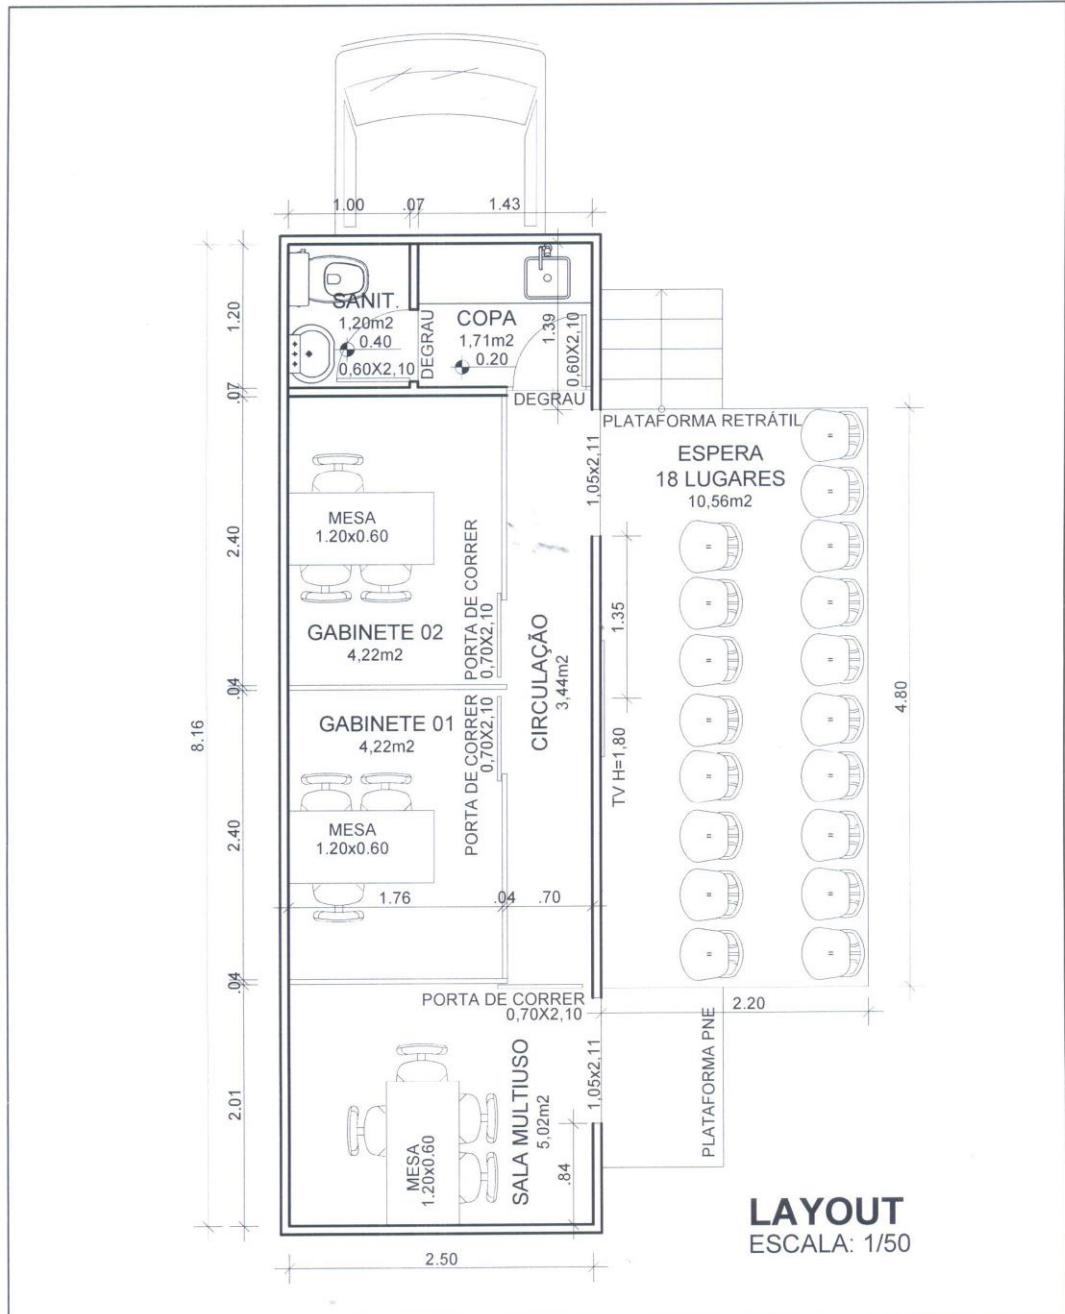 1.00
.07
1.43
1.20
.07
2.40
.04
2.40
.04
2.01
8.16
SANIT.
1,20m2
0.40
0,60X2,10
DEGRAU
COPA
1,71m2
0.20
1.39
0,60X2,10
DEGRAU
PLATAFORMA RETRÁTIL
ESPERA
18 LUGARES
10,56m2
1,05x2,11
MESA
1.20x0.60
GABINETE 02
4,22m2
PORTA DE CORRER
0,70X2,10
CIRCULAÇÃO
3,44m2
1.35
4.80
GABINETE 01
4,22m2
PORTA DE CORRER
0,70X2,10
TV H=1,80
MESA
1.20x0.60
1.76
.04
.70
PORTA DE CORRER
0,70X2,10
2.20
1,05x2,11
PLATAFORMA PNE
SALA MULTIUSO
5,02m2
MESA
1.20x0.60
.84
2.50
LAYOUT
ESCALA: 1/50